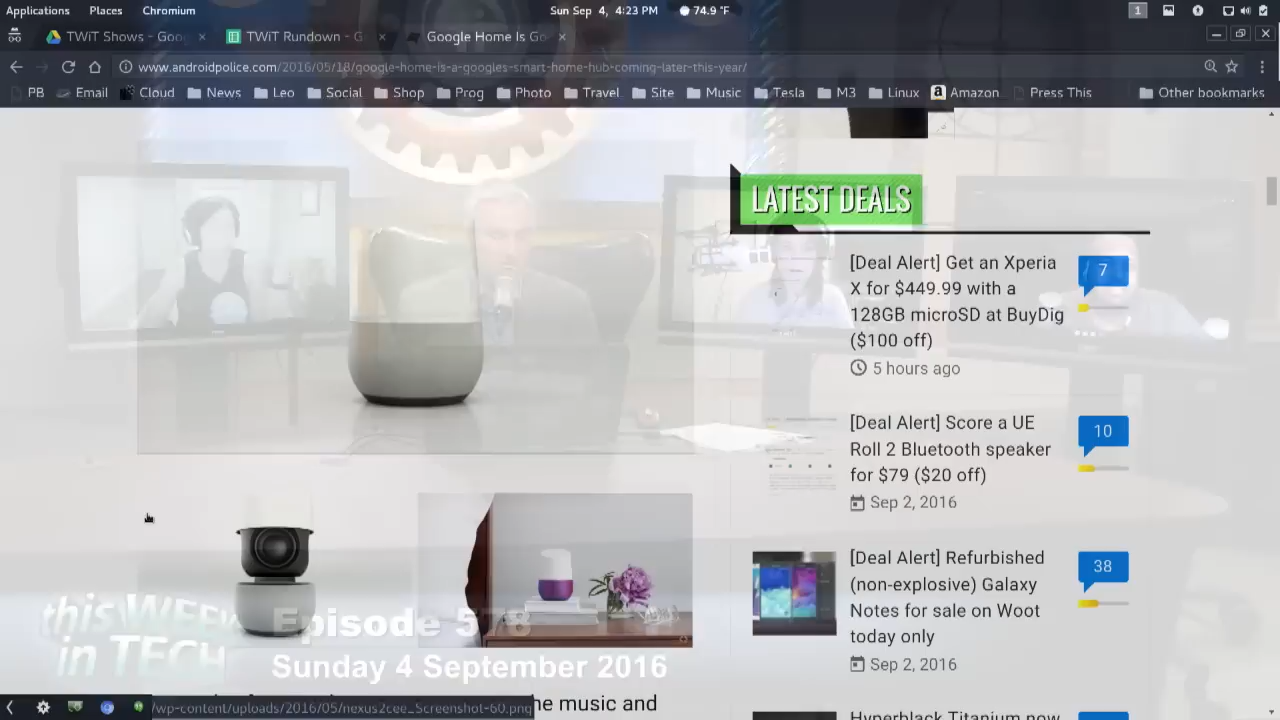 Applications Places Chromium Sun Sep 4, 4:23 PM 74.9 °F 1
TWiT Shows - Goo TWiT Rundown - G Google Home Is Go
www.androidpolice.com/2016/05/18/google-home-is-a-googles-smart-home-hub-coming-later-this-year/
PB Email Cloud News Leo Social Shop Prog Photo Travel Site Music Tesla M3 Linux Amazon Press This Other bookmarks
LATEST DEALS
[Deal Alert] Get an Xperia
X for $449.99 with a
128GB microSD at BuyDig
($100 off)
7
5 hours ago
[Deal Alert] Score a UE
Roll 2 Bluetooth speaker
for $79 ($20 off)
10
Sep 2, 2016
[Deal Alert] Refurbished
(non-explosive) Galaxy
Notes for sale on Woot
today only
38
Sep 2, 2016
Hyperblack Titanium now
this WEEK
in TECH
Episode 578
Sunday 4 September 2016
he music and
/wp-content/uploads/2016/05/nexus2cee_Screenshot-60.png